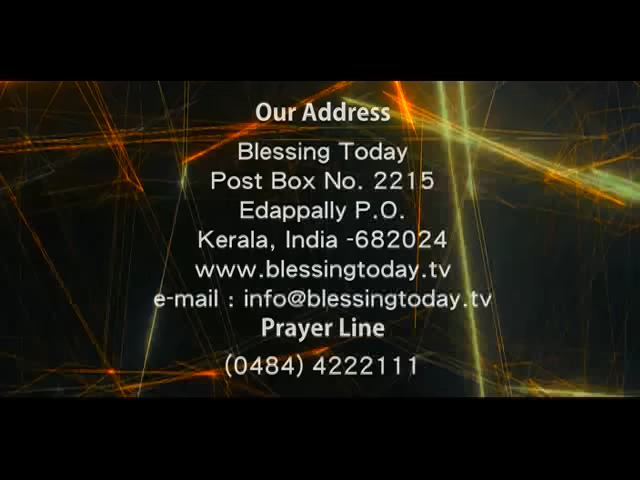 Our Address
Blessing Today
Post Box No. 2215
Edappally P.O.
Kerala, India -682024
www.blessingtoday.tv
e-mail : info@blessingtoday.tv
Prayer Line
(0484) 4222111